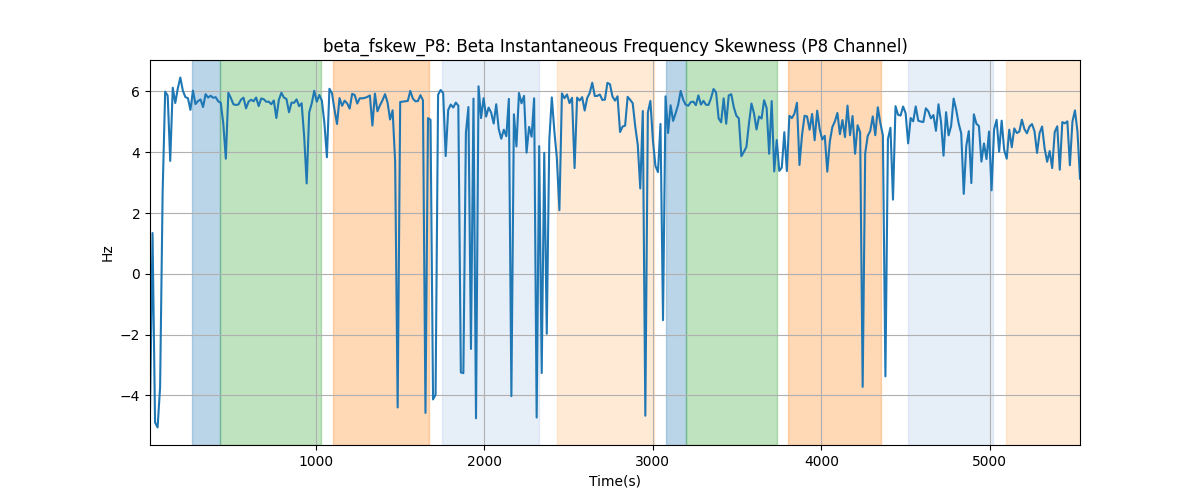 beta_fskew_P8: Beta Instantaneous Frequency Skewness (P8 Channel)
Hz
6
4
2
0
−2
−4
1000 2000 3000 4000 5000
Time(s)